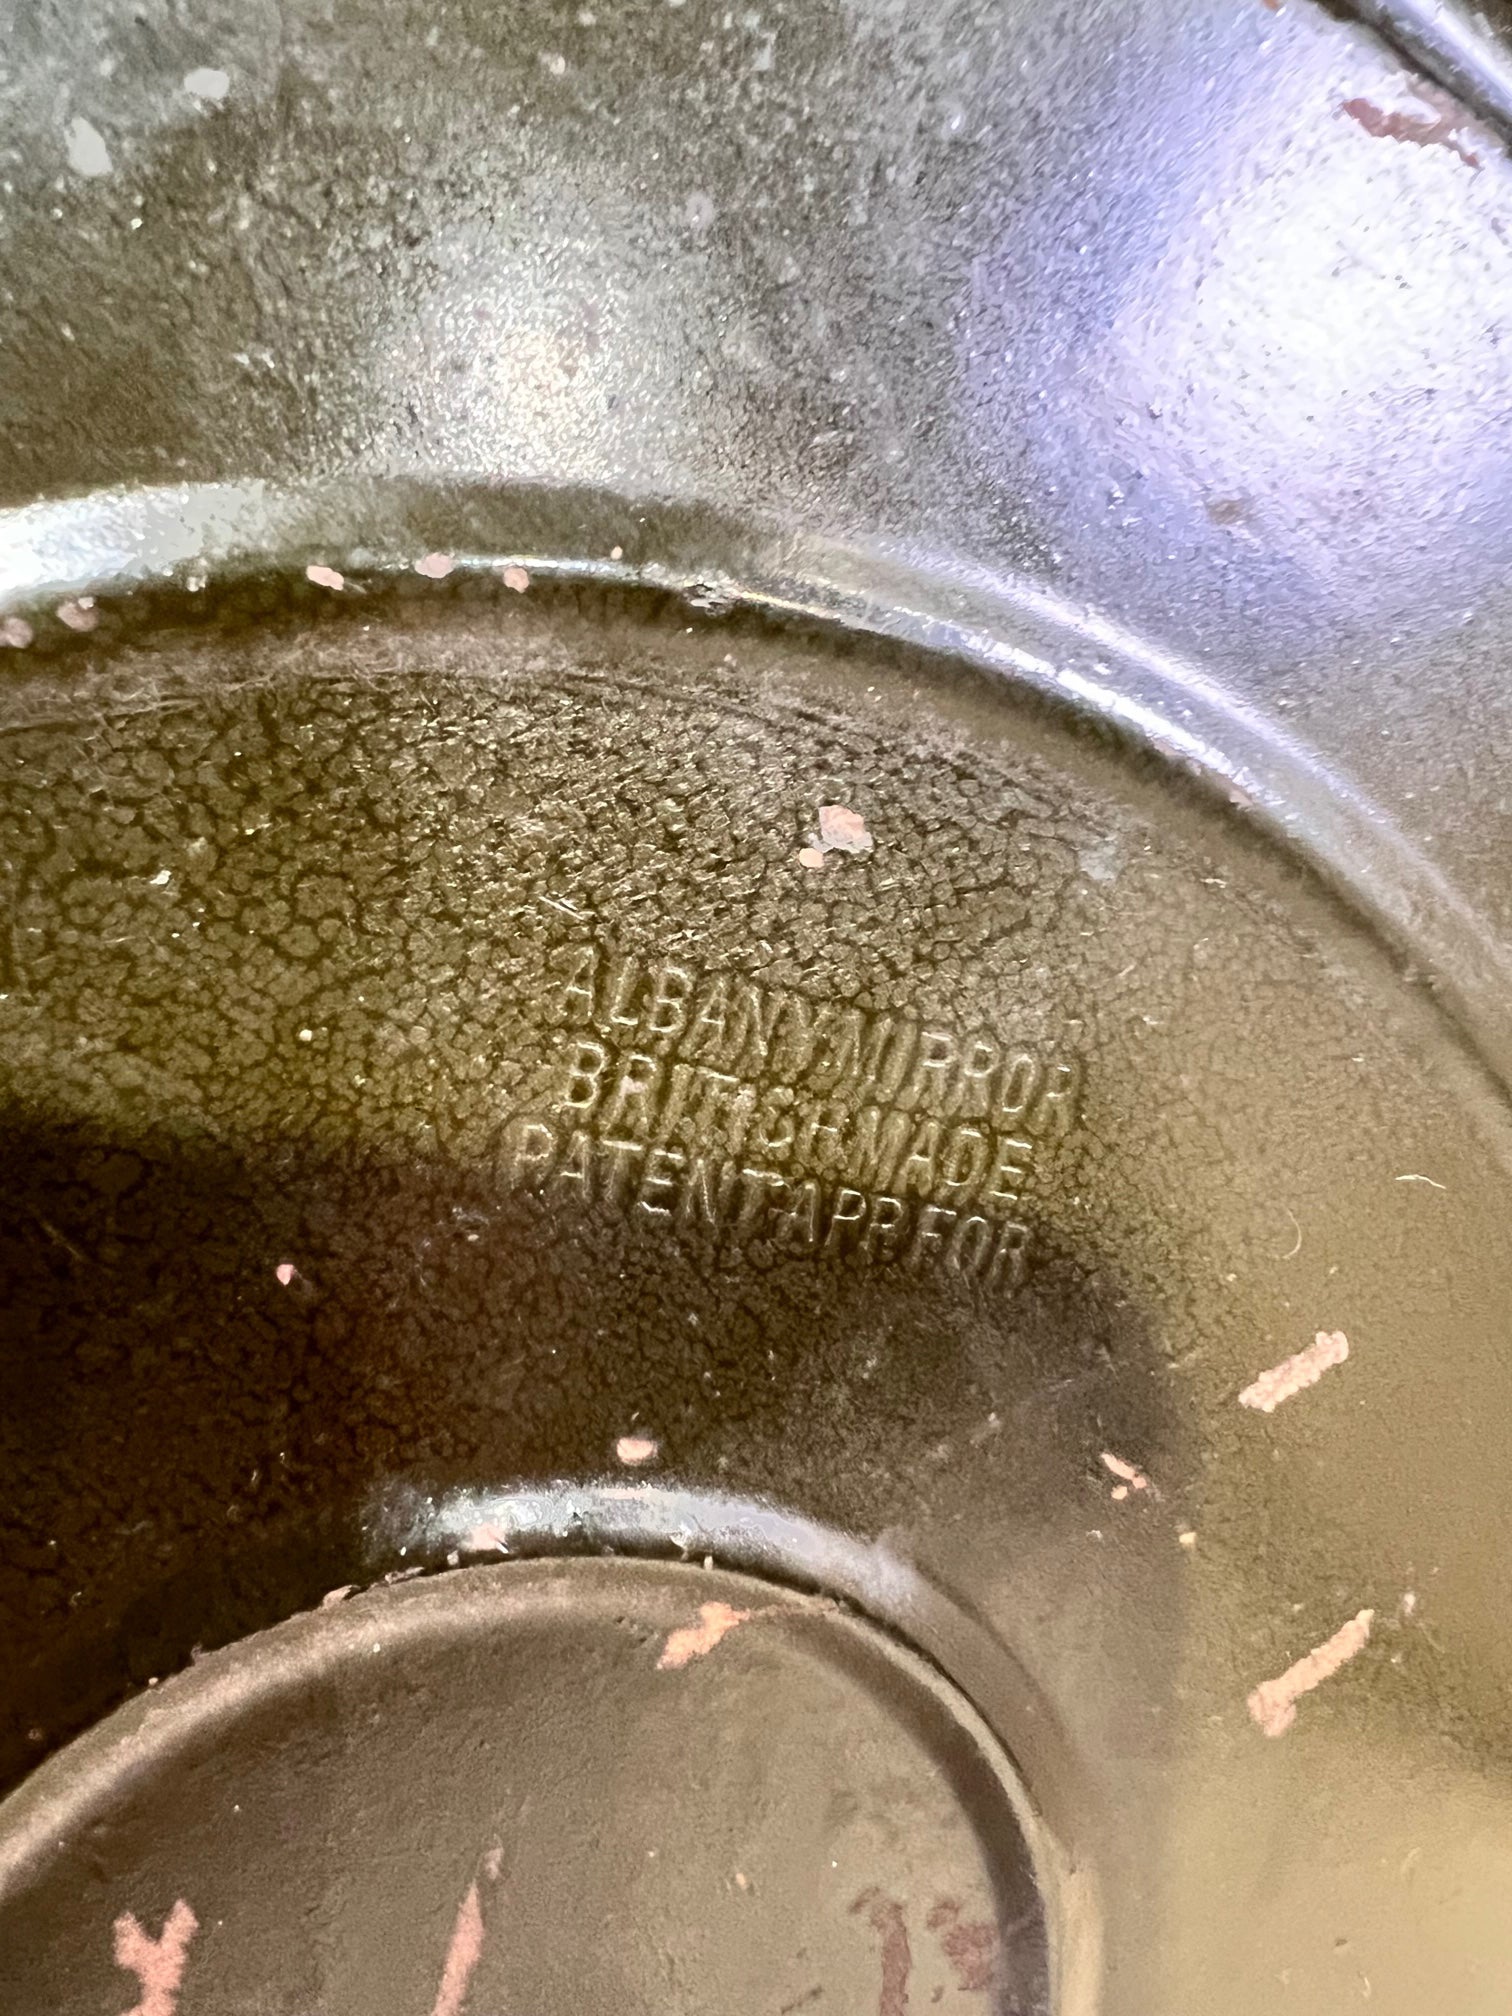 ALBANY MIRROR
BRITISH MADE
PATENT APP. FOR